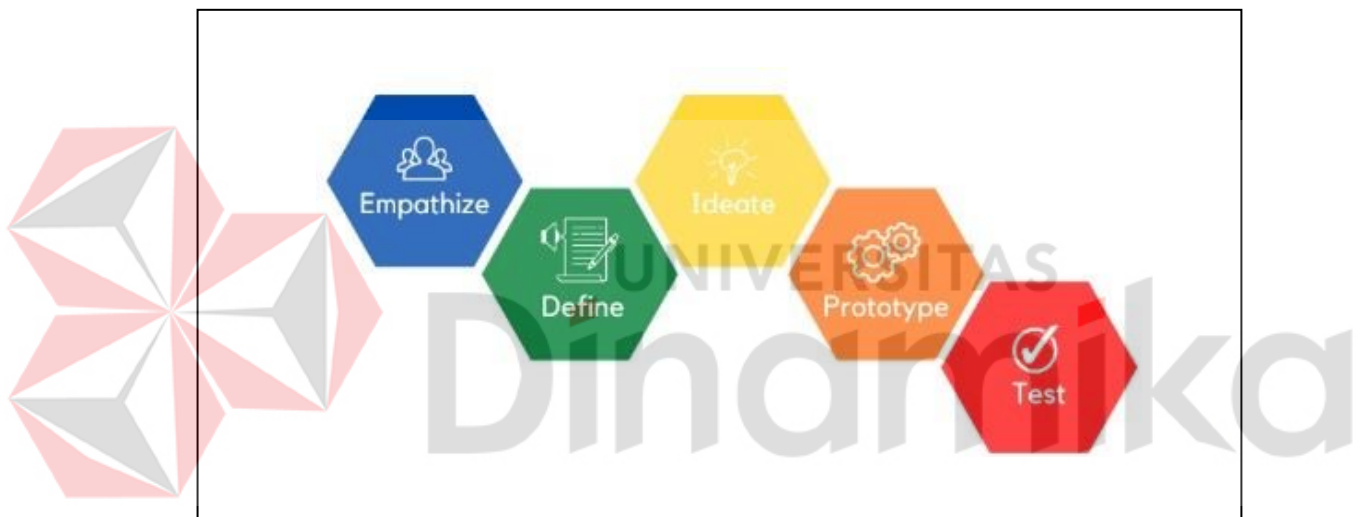 Empathize
Define
Ideate
Prototype
Test
UNIVERSITAS
Dinamika